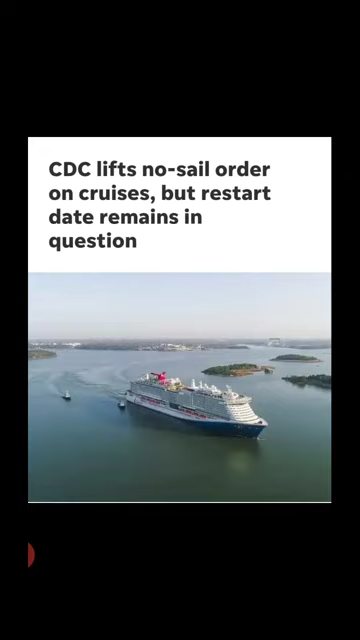 CDC lifts no-sail order
on cruises, but restart
date remains in
question